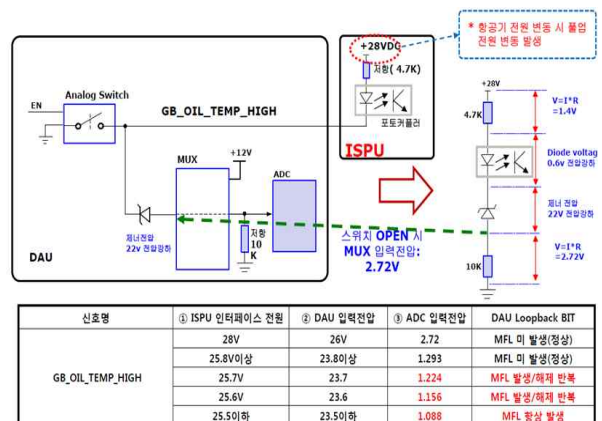 * 항공기 전원 변동 시 풀업
전원 변동 발생
+28VDC
저항( 4.7K)
포토커플러
ISPU
Analog Switch
EN
GB_OIL_TEMP_HIGH
MUX
+12V
ADC
제너전압
22v 전압강하
저항
10
K
DAU
스위치 OPEN 시
MUX 입력전압:
2.72V
+28V
4.7K
V=I*R
=1.4V
Diode voltag
0.6v 전압강하
제너 전압
22V 전압강하
10K
V=I*R
=2.72V
신호명 ① ISPU 인터페이스 전원 ② DAU 입력전압 ③ ADC 입력전압 DAU Loopback BIT
GB_OIL_TEMP_HIGH
28V 26V 2.72 MFL 미 발생(정상)
25.8V이상 23.8이상 1.293 MFL 미 발생(정상)
25.7V 23.7 1.224 MFL 발생/해제 반복
25.6V 23.6 1.156 MFL 발생/해제 반복
25.5이하 23.5이하 1.088 MFL 항상 발생